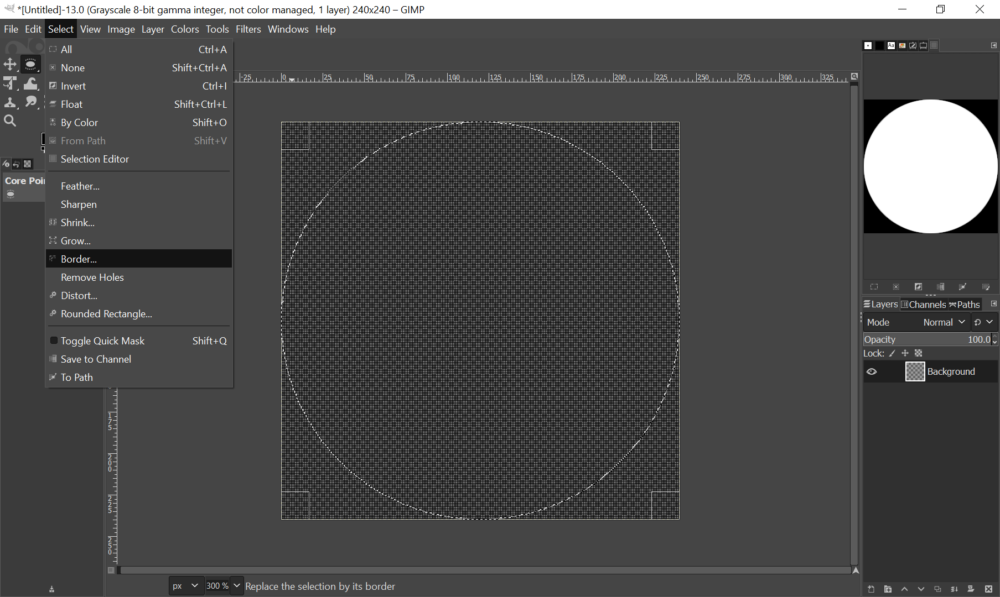 *[Untitled]-13.0 (Grayscale 8-bit gamma integer, not color managed, 1 layer) 240x240 – GIMP
File Edit Select View Image Layer Colors Tools Filters Windows Help
All Ctrl+A
None Shift+Ctrl+A
Invert Ctrl+I
Float Shift+Ctrl+L
By Color Shift+O
From Path Shift+V
Selection Editor
Feather...
Sharpen
Shrink...
Grow...
Border...
Remove Holes
Distort...
Rounded Rectangle...
Toggle Quick Mask Shift+Q
Save to Channel
To Path
Core Poi
-25 0 25 50 75 100 125 150 175 200 225 250 275 300 325
175
200
225
250
px 300 % Replace the selection by its border
Aa
Layers Channels Paths
Mode Normal
Opacity 100.0
Lock:
Background